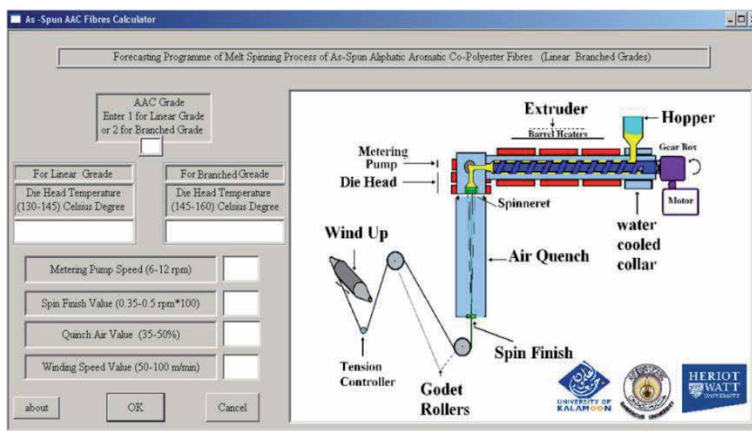 As -Spun AAC Fibres Calculator
Forecasting Programme of Melt Spinning Process of As-Spun Aliphatic Aromatic Co-Polyester Fibres (Linear Branched Grades)
AAC Grade
Enter 1 for Linear Grade
or 2 for Branched Grade
For Linear Greade
Die Head Temperature
(130-145) Celsius Degree
For Branched Greade
Die Head Temperature
(145-160) Celsius Degree
Metering Pump Speed (6-12 rpm)
Spin Finish Value (0.35-0.5 rpm*100)
Quinch Air Value (35-50%)
Winding Speed Value (50-100 m/min)
about
OK
Cancel
Extruder
Barrel Heaters
Hopper
Gear Box
Motor
Metering
Pump
Die Head
Spinneret
water
cooled
collar
Wind Up
Air Quench
Tension
Controller
Spin Finish
Godet
Rollers
UNIVERSITY OF
KALAMOON
DAMASCUS UNIVERSITY
HERIOT
WATT
UNIVERSITY